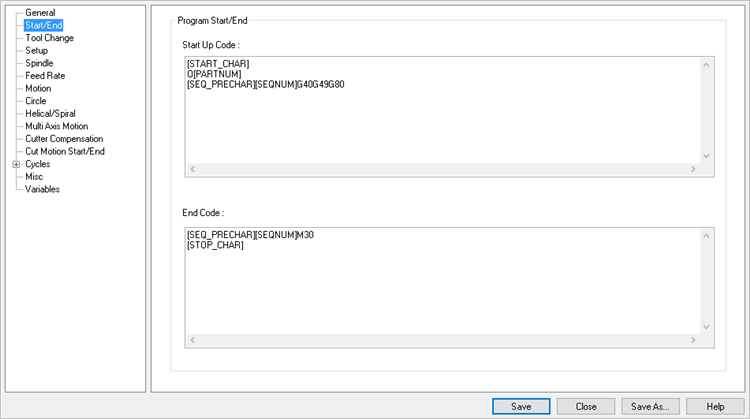 General
Start/End
Tool Change
Setup
Spindle
Feed Rate
Motion
Circle
Helical/Spiral
Multi Axis Motion
Cutter Compensation
Cut Motion Start/End
Cycles
Misc
Variables
Program Start/End
Start Up Code :
[START_CHAR]
O[PARTNUM]
[SEQ_PRECHAR][SEQNUM]G40G49G80
End Code :
[SEQ_PRECHAR][SEQNUM]M30
[STOP_CHAR]
Save
Close
Save As...
Help